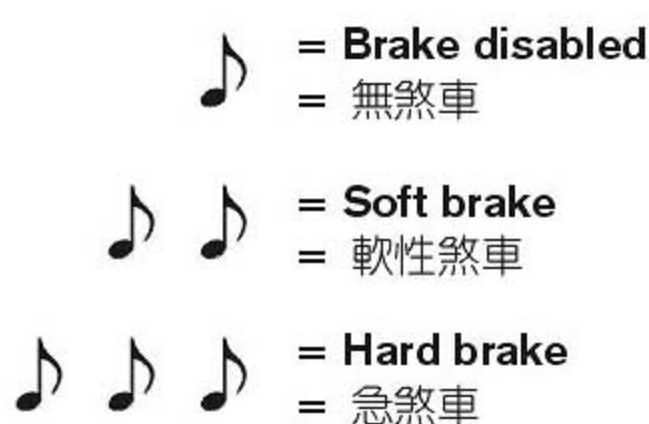 ♪ = Brake disabled
= 無煞車
♪ ♪ = Soft brake
= 軟性煞車
♪ ♪ ♪ = Hard brake
= 急煞車